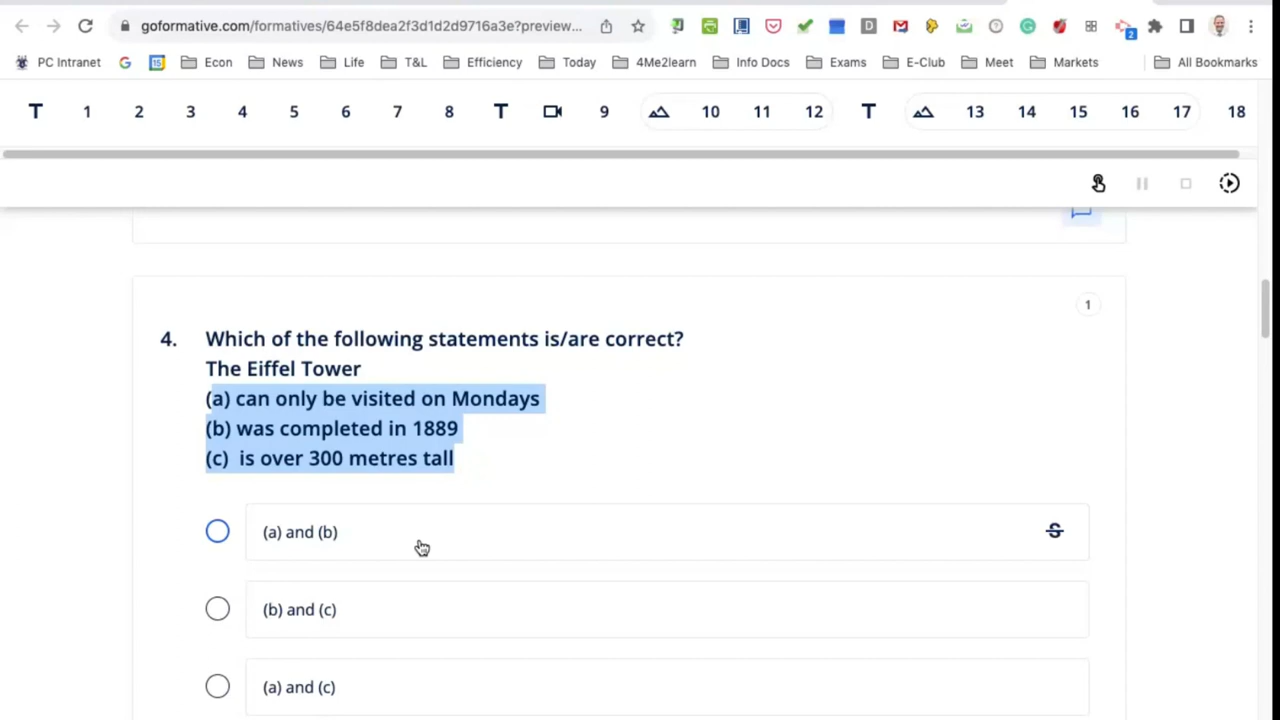 goformative.com/formatives/64e5f8dea2f3d1d2d9716a3e?preview...
2
PC Intranet
15
Econ
News
Life
T&L
Efficiency
Today
4Me2learn
Info Docs
Exams
E-Club
Meet
Markets
All Bookmarks
T 1 2 3 4 5 6 7 8 T 9 10 11 12 T 13 14 15 16 17 18
1
4. Which of the following statements is/are correct?
The Eiffel Tower
(a) can only be visited on Mondays
(b) was completed in 1889
(c) is over 300 metres tall
(a) and (b)
S
(b) and (c)
(a) and (c)